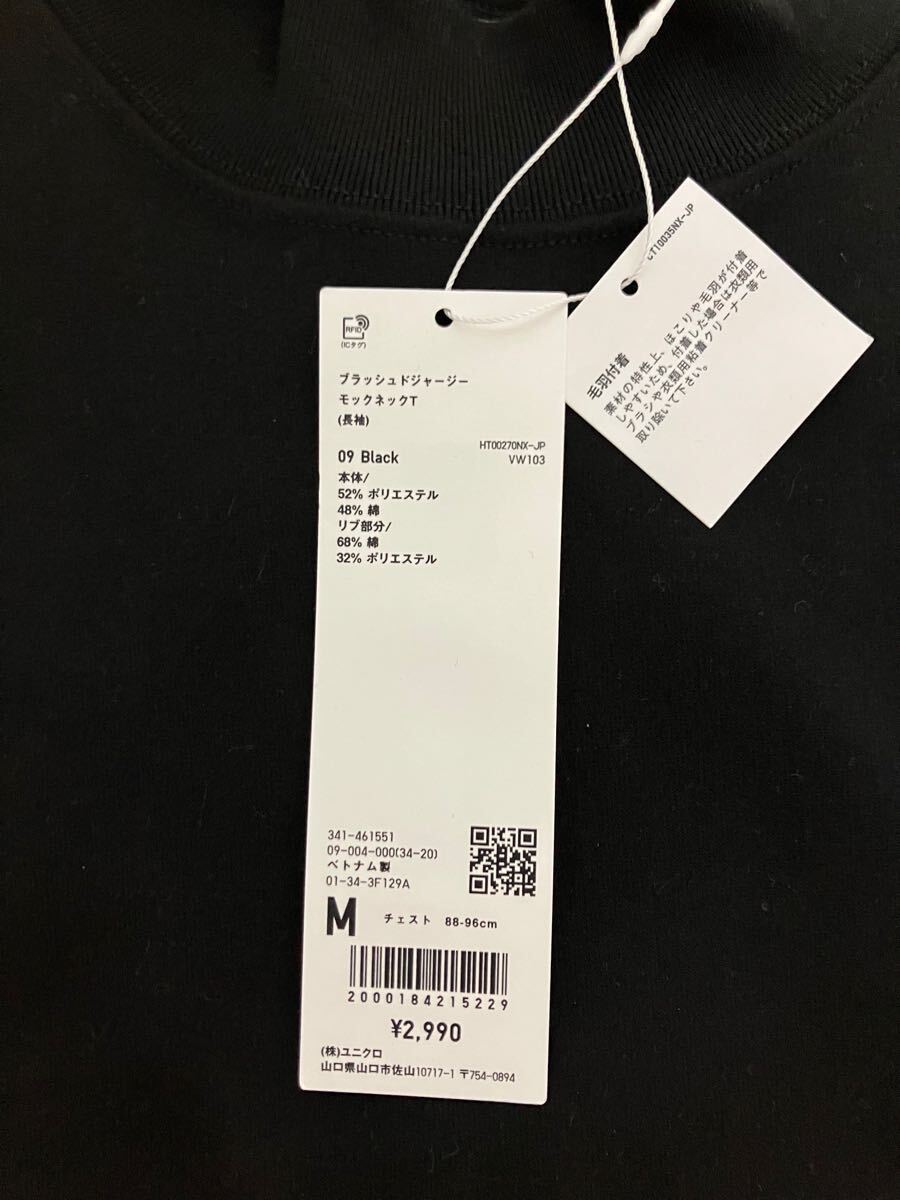 RFID
(ICタグ)
ブラッシュドジャージー
モックネックT
(長袖)
HT00270NX-JP
09 Black
VW103
本体/
52% ポリエステル
48% 綿
リブ部分/
68% 綿
32% ポリエステル
341-461551
09-004-000(34-20)
ベトナム製
01-34-3F129A
M チェスト 88-96cm
2000184215229
¥2,990
(株)ユニクロ
山口県山口市佐山10717-1 〒754-0894
CT10035NX-JP
毛羽付着
素材の特性上、ほこりや毛羽が付着
しやすいため、付着した場合は衣類用
ブラシや衣類用粘着クリーナー等で
取り除いて下さい。